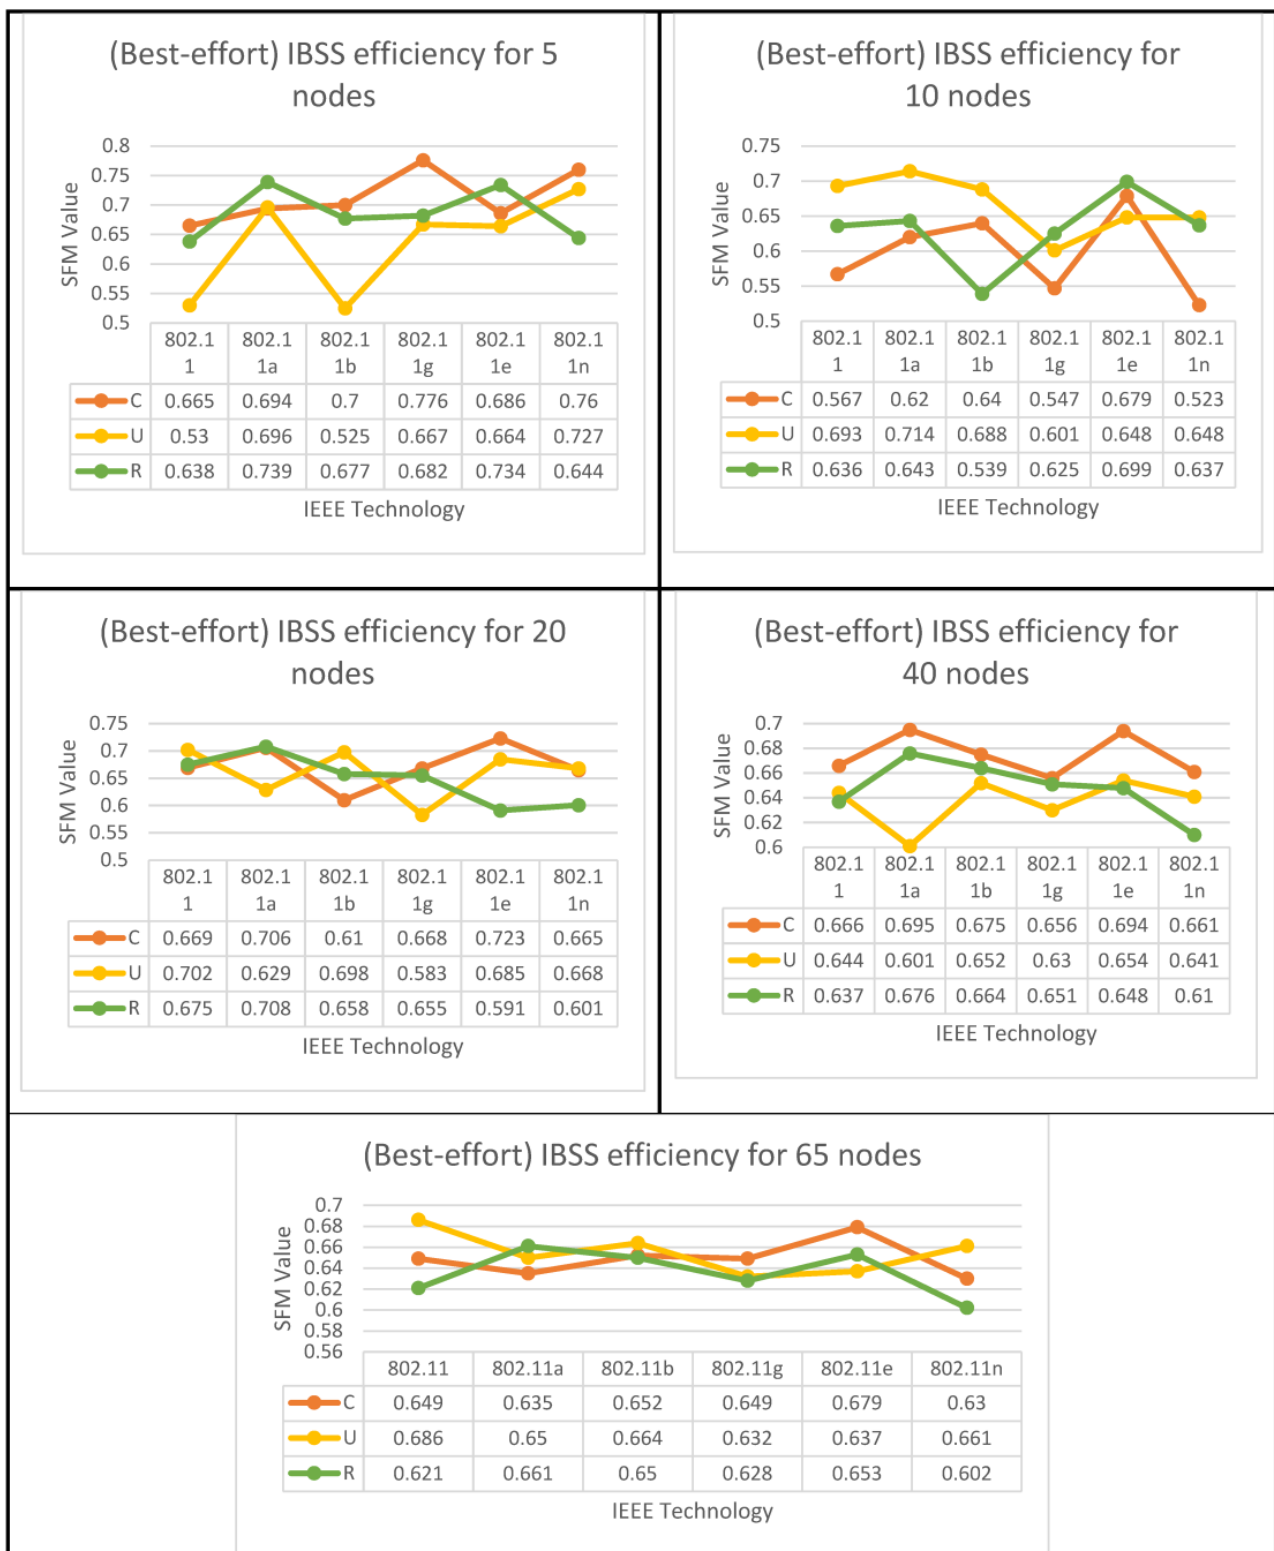 (Best-effort) IBSS efficiency for 5
nodes
0.8
0.75
0.7
0.65
0.6
0.55
0.5
SFM Value
802.1 802.1 802.1 802.1 802.1 802.1
1 1a 1b 1g 1e 1n
C 0.665 0.694 0.7 0.776 0.686 0.76
U 0.53 0.696 0.525 0.667 0.664 0.727
R 0.638 0.739 0.677 0.682 0.734 0.644
IEEE Technology
(Best-effort) IBSS efficiency for
10 nodes
0.75
0.7
0.65
0.6
0.55
0.5
SFM Value
802.1 802.1 802.1 802.1 802.1 802.1
1 1a 1b 1g 1e 1n
C 0.567 0.62 0.64 0.547 0.679 0.523
U 0.693 0.714 0.688 0.601 0.648 0.648
R 0.636 0.643 0.539 0.625 0.699 0.637
IEEE Technology
(Best-effort) IBSS efficiency for 20
nodes
0.75
0.7
0.65
0.6
0.55
0.5
SFM Value
802.1 802.1 802.1 802.1 802.1 802.1
1 1a 1b 1g 1e 1n
C 0.669 0.706 0.61 0.668 0.723 0.665
U 0.702 0.629 0.698 0.583 0.685 0.668
R 0.675 0.708 0.658 0.655 0.591 0.601
IEEE Technology
(Best-effort) IBSS efficiency for
40 nodes
0.7
0.68
0.66
0.64
0.62
0.6
SFM Value
802.1 802.1 802.1 802.1 802.1 802.1
1 1a 1b 1g 1e 1n
C 0.666 0.695 0.675 0.656 0.694 0.661
U 0.644 0.601 0.652 0.63 0.654 0.641
R 0.637 0.676 0.664 0.651 0.648 0.61
IEEE Technology
(Best-effort) IBSS efficiency for 65 nodes
0.7
0.68
0.66
0.64
0.62
0.6
0.58
0.56
SFM Value
802.11 802.11a 802.11b 802.11g 802.11e 802.11n
C 0.649 0.635 0.652 0.649 0.679 0.63
U 0.686 0.65 0.664 0.632 0.637 0.661
R 0.621 0.661 0.65 0.628 0.653 0.602
IEEE Technology